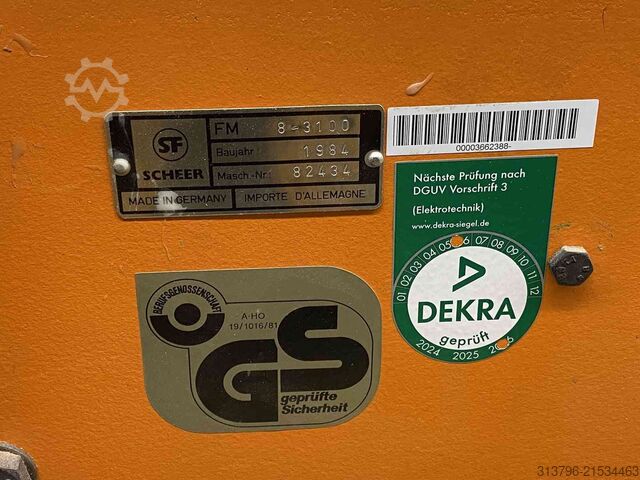 SF
SCHEER
FM 8-3100
Baujahr 1984
Masch-Nr: 82434
MADE IN GERMANY IMPORTE D'ALLEMAGNE
00003662388-
Nächste Prüfung nach
DGUV Vorschrift 3
(Elektrotechnik)
www.dekra-siegel.de
01 02 03 04 05 06 07 08 09 10 11 12
DEKRA
geprüft
2024 2025
BERUFSGENOSSENSCHAFT
A-HO
19/1016/81
GS
geprüfte
Sicherheit
313796-21534463